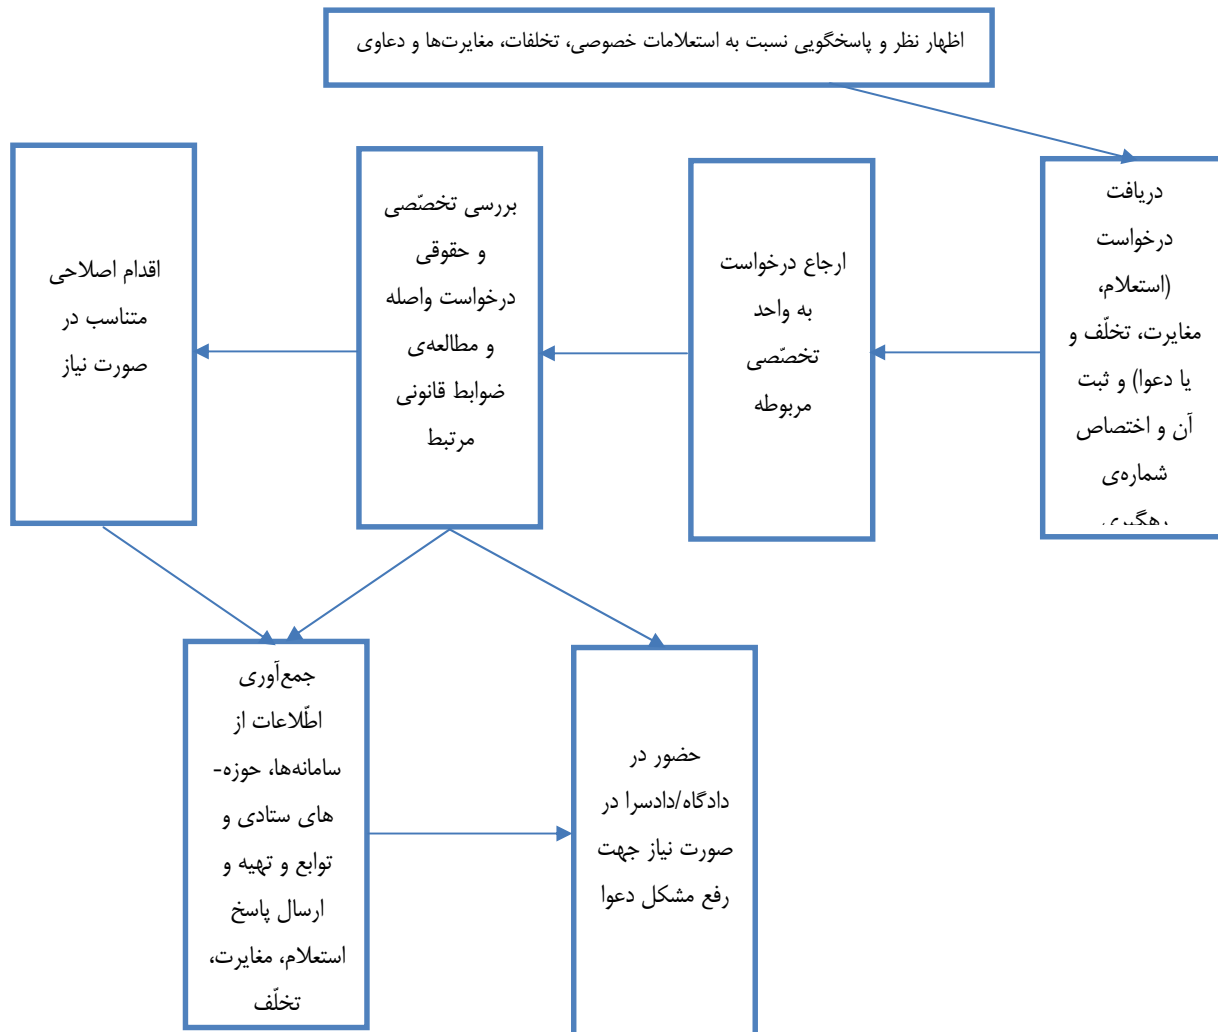 اظهار نظر و پاسخگویی نسبت به استعلامات خصوصی، تخلفات، مغایرت‌ها و دعاوی
دریافت
درخواست
(استعلام،
مغایرت، تخلّف و
یا دعوا) و ثبت
آن و اختصاص
شماره‌ی
رهگیری
ارجاع درخواست
به واحد
تخصّصی
مربوطه
بررسی تخصّصی
و حقوقی
درخواست واصله
و مطالعه‌ی
ضوابط قانونی
مرتبط
اقدام اصلاحی
متناسب در
صورت نیاز
جمع‌آوری
اطّلاعات از
سامانه‌ها، حوزه-
های ستادی و
توابع و تهیه و
ارسال پاسخ
استعلام، مغایرت،
تخلّف
حضور در
دادگاه/دادسرا در
صورت نیاز جهت
رفع مشکل دعوا